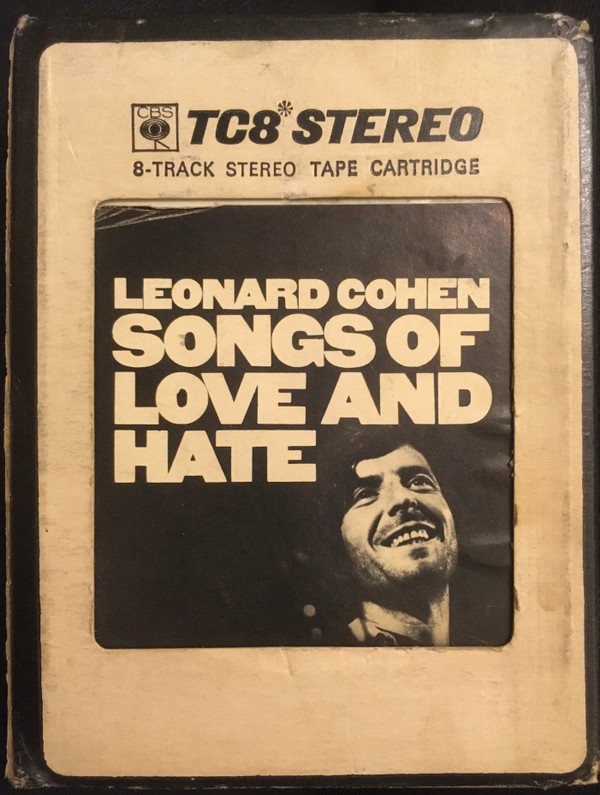 CBS
TC8* STEREO
8-TRACK STEREO TAPE CARTRIDGE
LEONARD COHEN
SONGS OF
LOVE AND
HATE